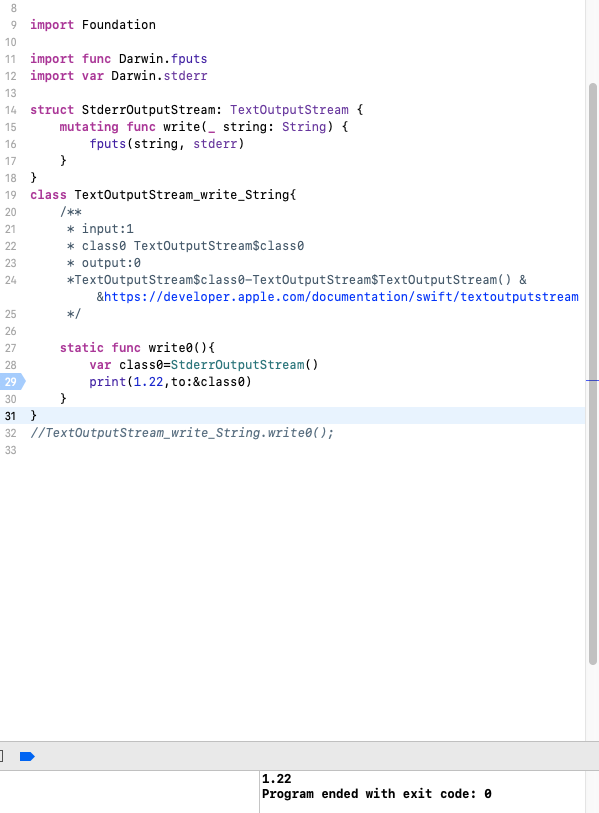 8
9 import Foundation
10
11 import func Darwin.fputs
12 import var Darwin.stderr
13
14 struct StderrOutputStream: TextOutputStream {
15     mutating func write(_ string: String) {
16         fputs(string, stderr)
17     }
18 }
19 class TextOutputStream_write_String{
20     /**
21      * input:1
22      * class0 TextOutputStream$class0
23      * output:0
24      *TextOutputStream$class0—TextOutputStream$TextOutputStream() &
         &https://developer.apple.com/documentation/swift/textoutputstream
25      */
26
27     static func write0(){
28         var class0=StderrOutputStream()
29         print(1.22,to:&class0)
30     }
31 }
32 //TextOutputStream_write_String.write0();
33
1.22
Program ended with exit code: 0